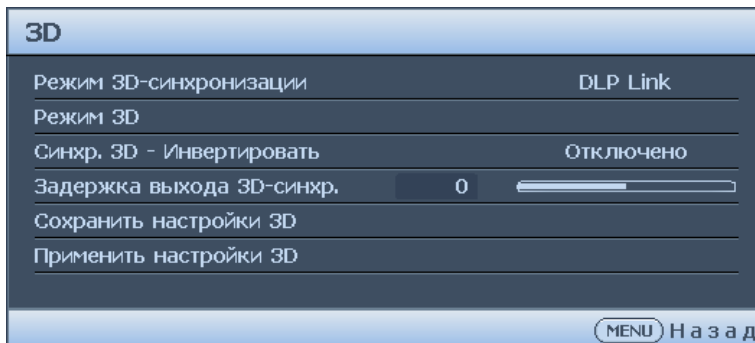 3D
Режим 3D-синхронизации DLP Link
Режим 3D
Синхр. 3D - Инвертировать Отключено
Задержка выхода 3D-синхр. 0
Сохранить настройки 3D
Применить настройки 3D
MENU Назад